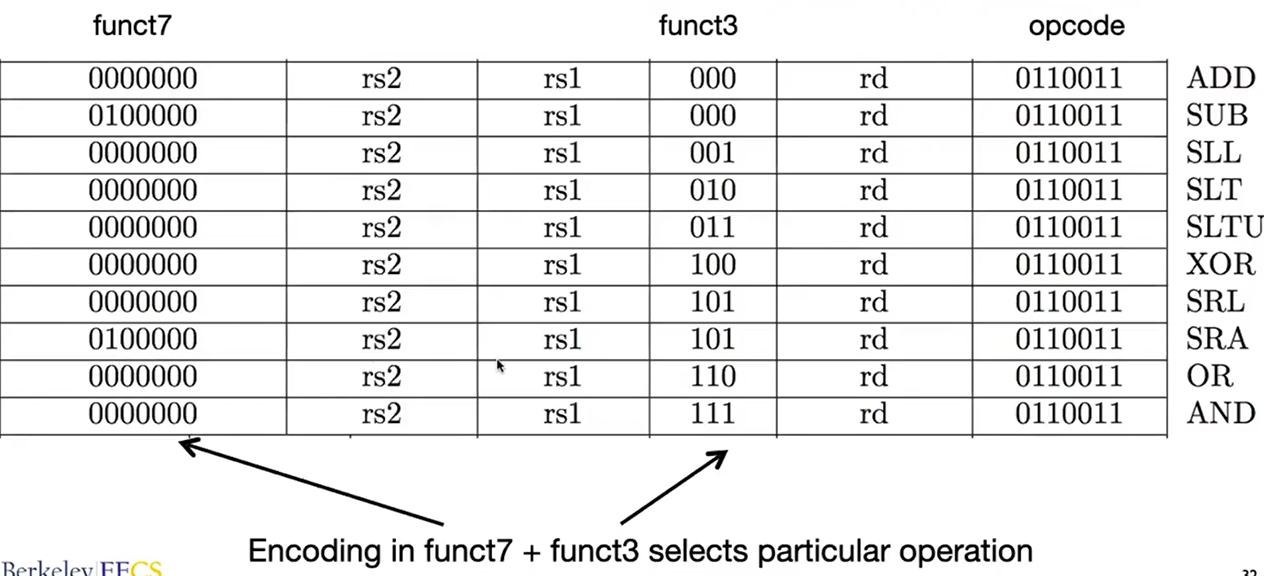 funct7 funct3 opcode
0000000 rs2 rs1 000 rd 0110011 ADD
0100000 rs2 rs1 000 rd 0110011 SUB
0000000 rs2 rs1 001 rd 0110011 SLL
0000000 rs2 rs1 010 rd 0110011 SLT
0000000 rs2 rs1 011 rd 0110011 SLTU
0000000 rs2 rs1 100 rd 0110011 XOR
0000000 rs2 rs1 101 rd 0110011 SRL
0100000 rs2 rs1 101 rd 0110011 SRA
0000000 rs2 rs1 110 rd 0110011 OR
0000000 rs2 rs1 111 rd 0110011 AND
Encoding in funct7 + funct3 selects particular operation
Berkeley EECS
32